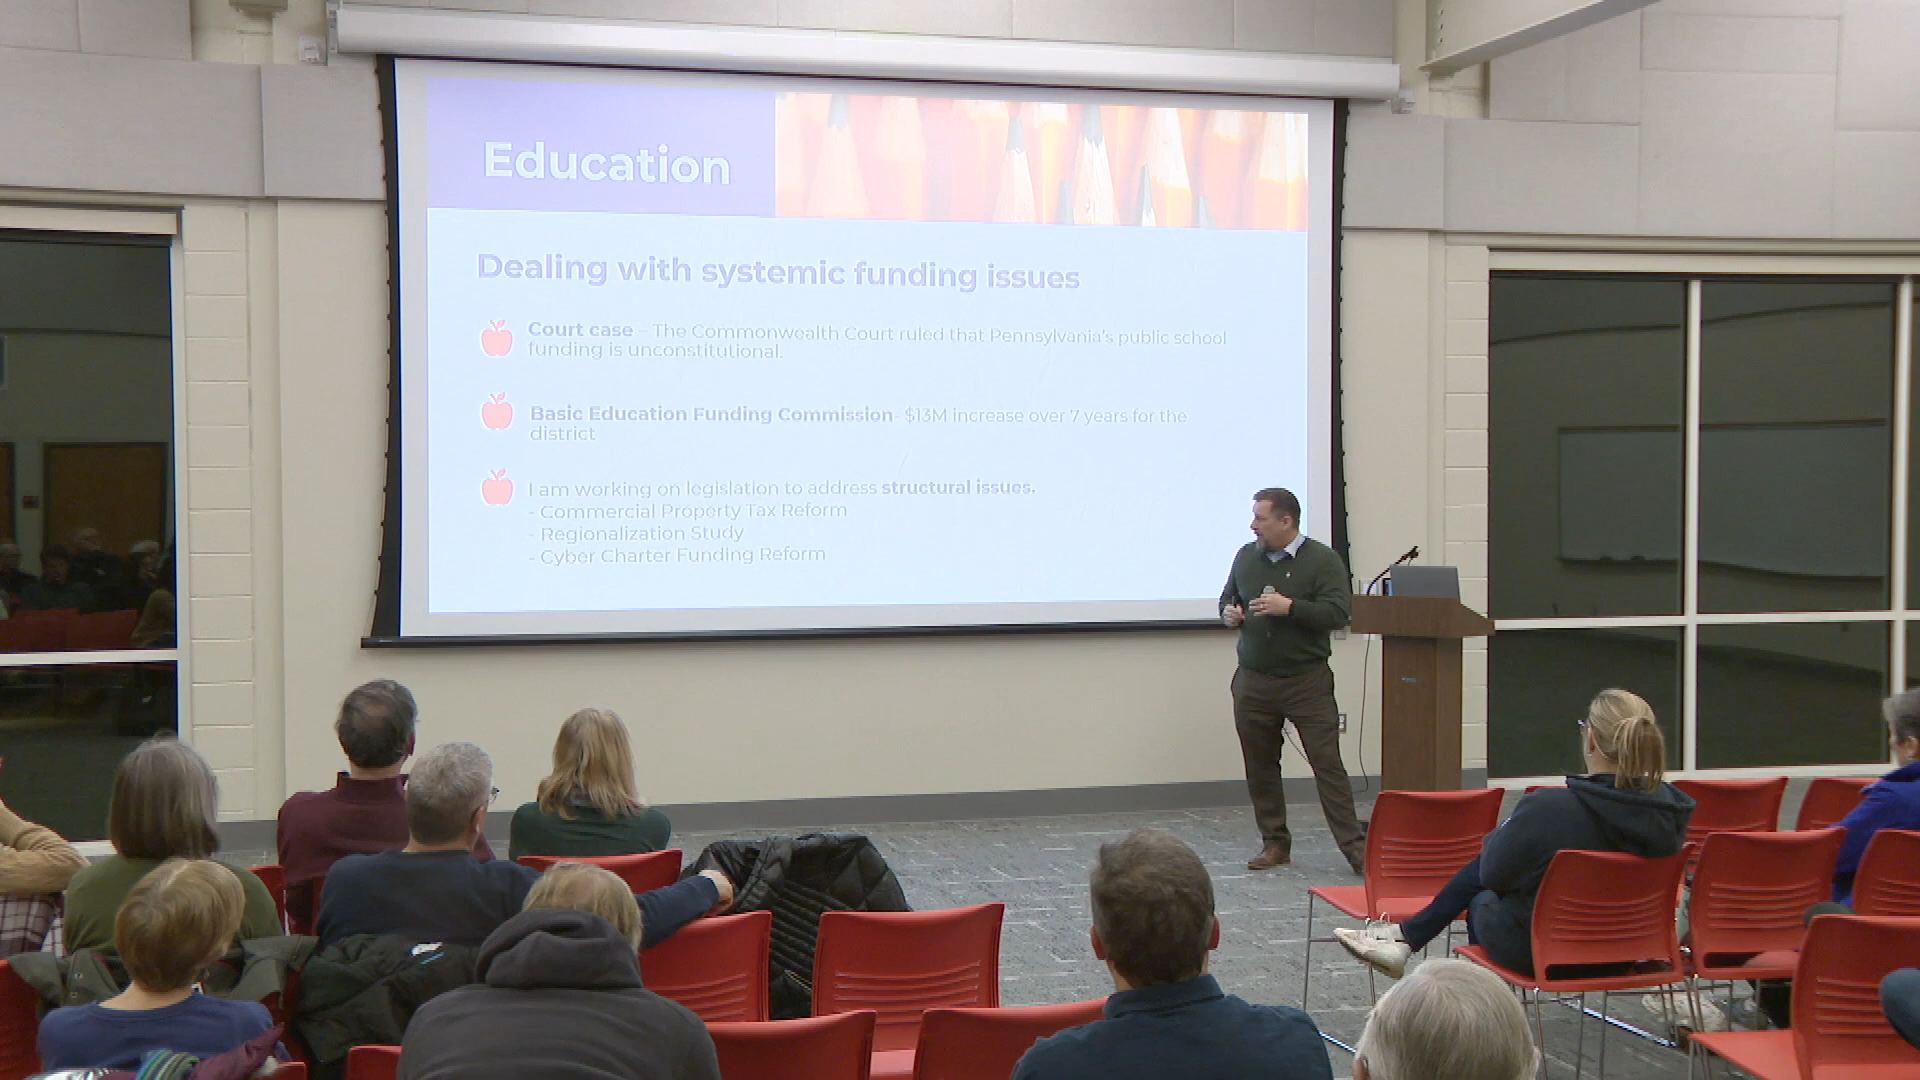 Education
Dealing with systemic funding issues
Court case - The Commonwealth Court ruled that Pennsylvania's public school
funding is unconstitutional.
Basic Education Funding Commission- $13M increase over 7 years for the
district
I am working on legislation to address structural issues.
- Commercial Property Tax Reform
- Regionalization Study
- Cyber Charter Funding Reform